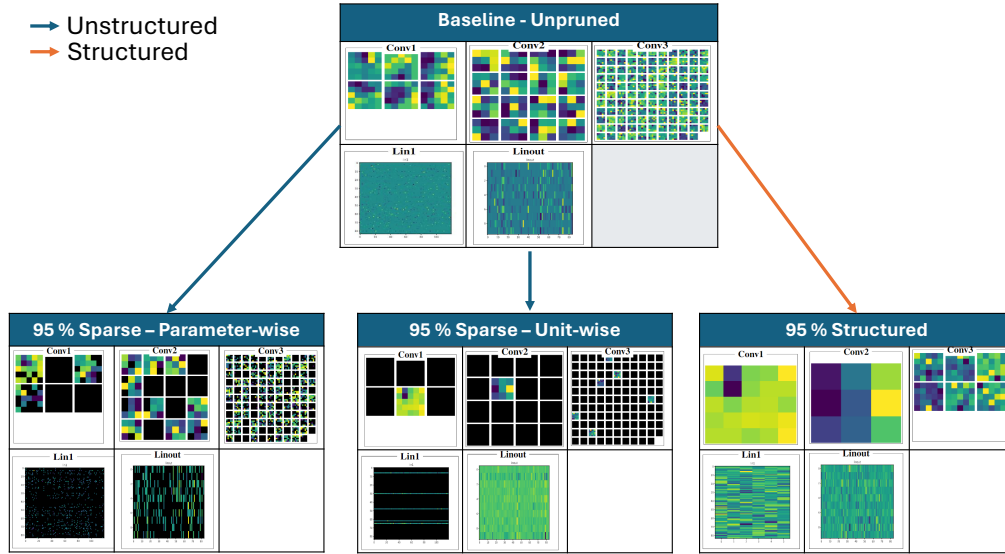 Unstructured
Structured
Baseline - Unpruned
Conv1
Conv2
Conv3
Lin1
Linout
95 % Sparse – Parameter-wise
Conv1
Conv2
Conv3
Lin1
Linout
95 % Sparse – Unit-wise
Conv1
Conv2
Conv3
Lin1
Linout
95 % Structured
Conv1
Conv2
Conv3
Lin1
Linout